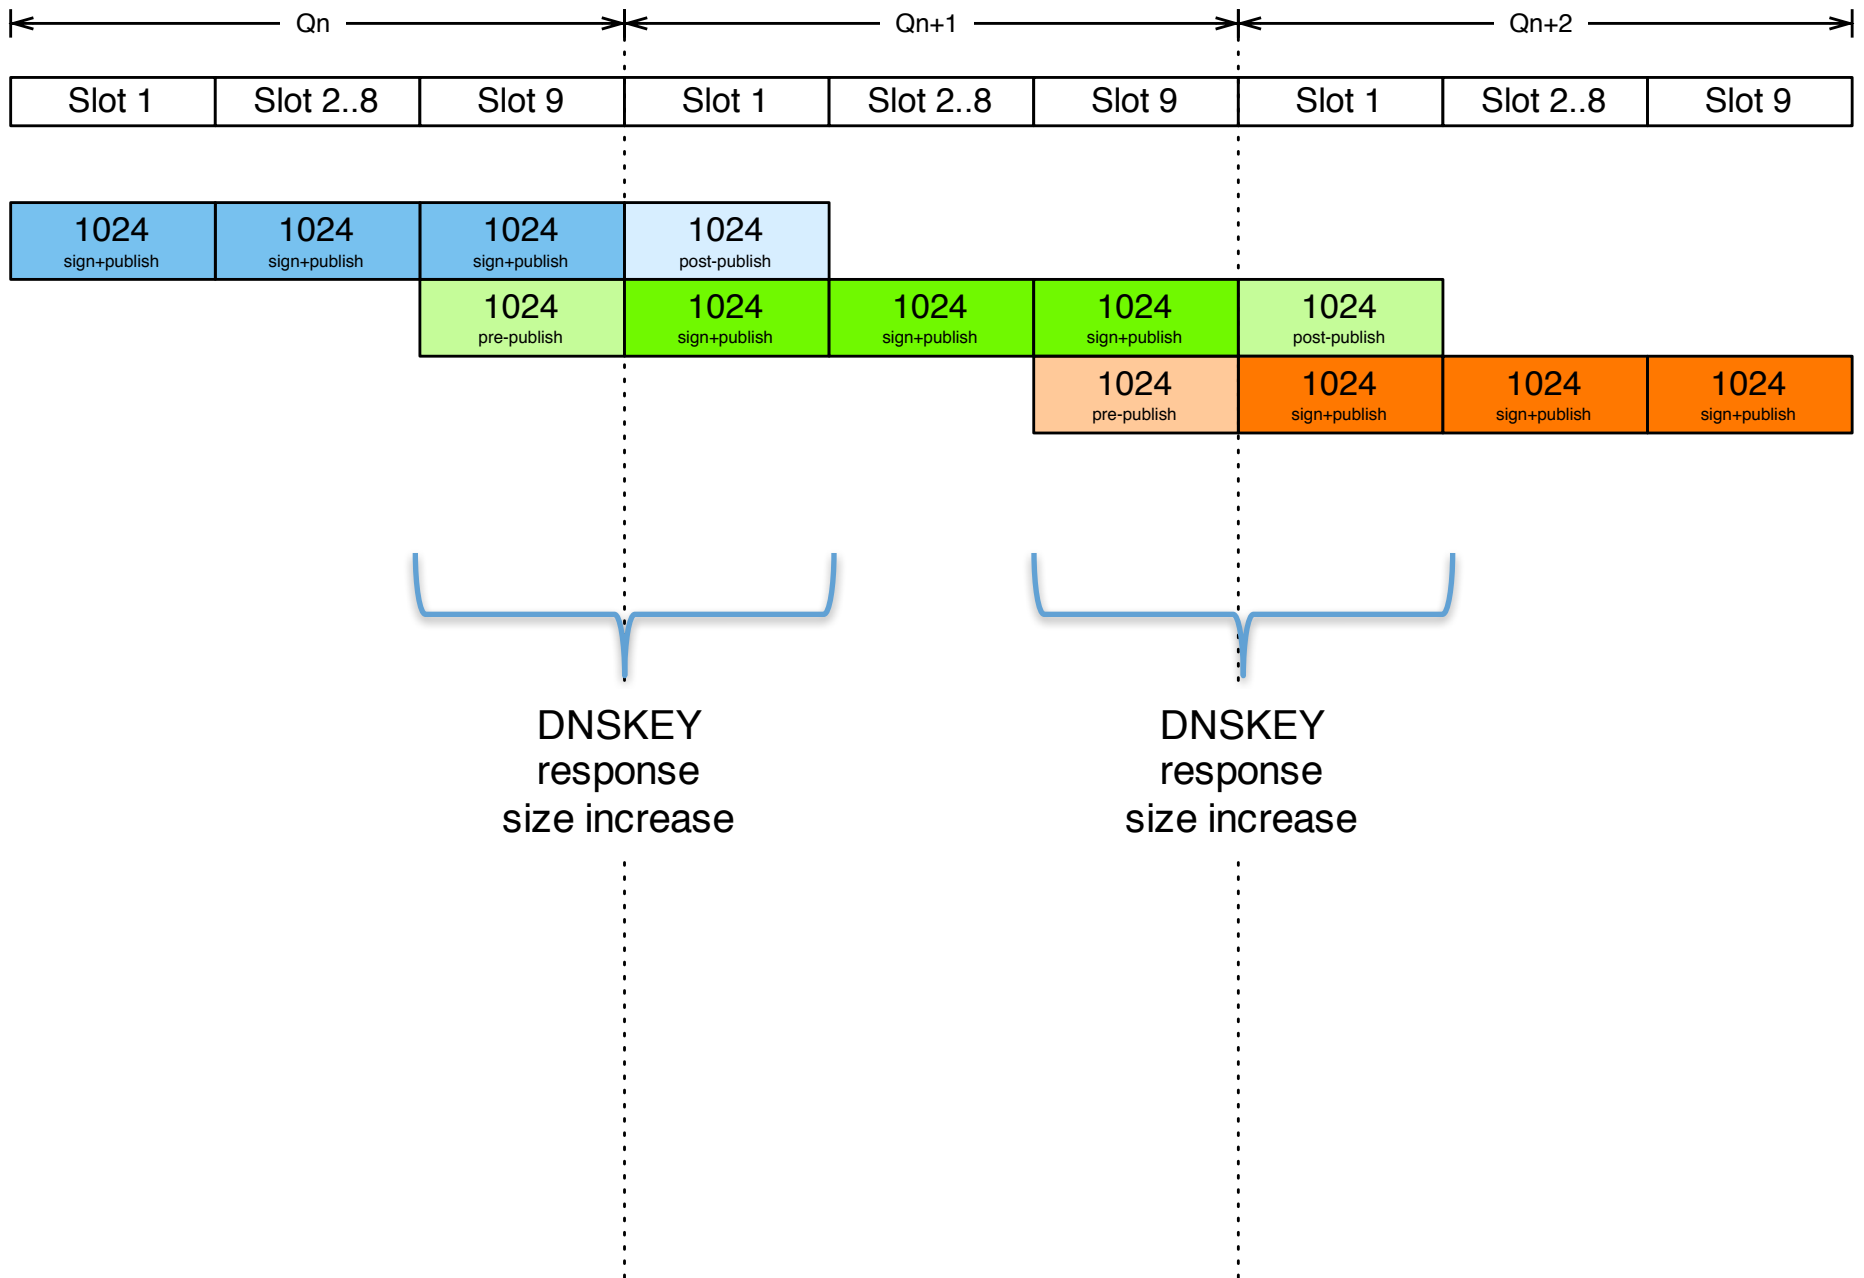 Qn Qn+1 Qn+2
Slot 1 Slot 2..8 Slot 9 Slot 1 Slot 2..8 Slot 9 Slot 1 Slot 2..8 Slot 9
1024 1024 1024 1024
sign+publish sign+publish sign+publish post-publish
1024 1024 1024 1024 1024
pre-publish sign+publish sign+publish sign+publish post-publish
1024 1024 1024 1024
pre-publish sign+publish sign+publish sign+publish
DNSKEY DNSKEY
response response
size increase size increase